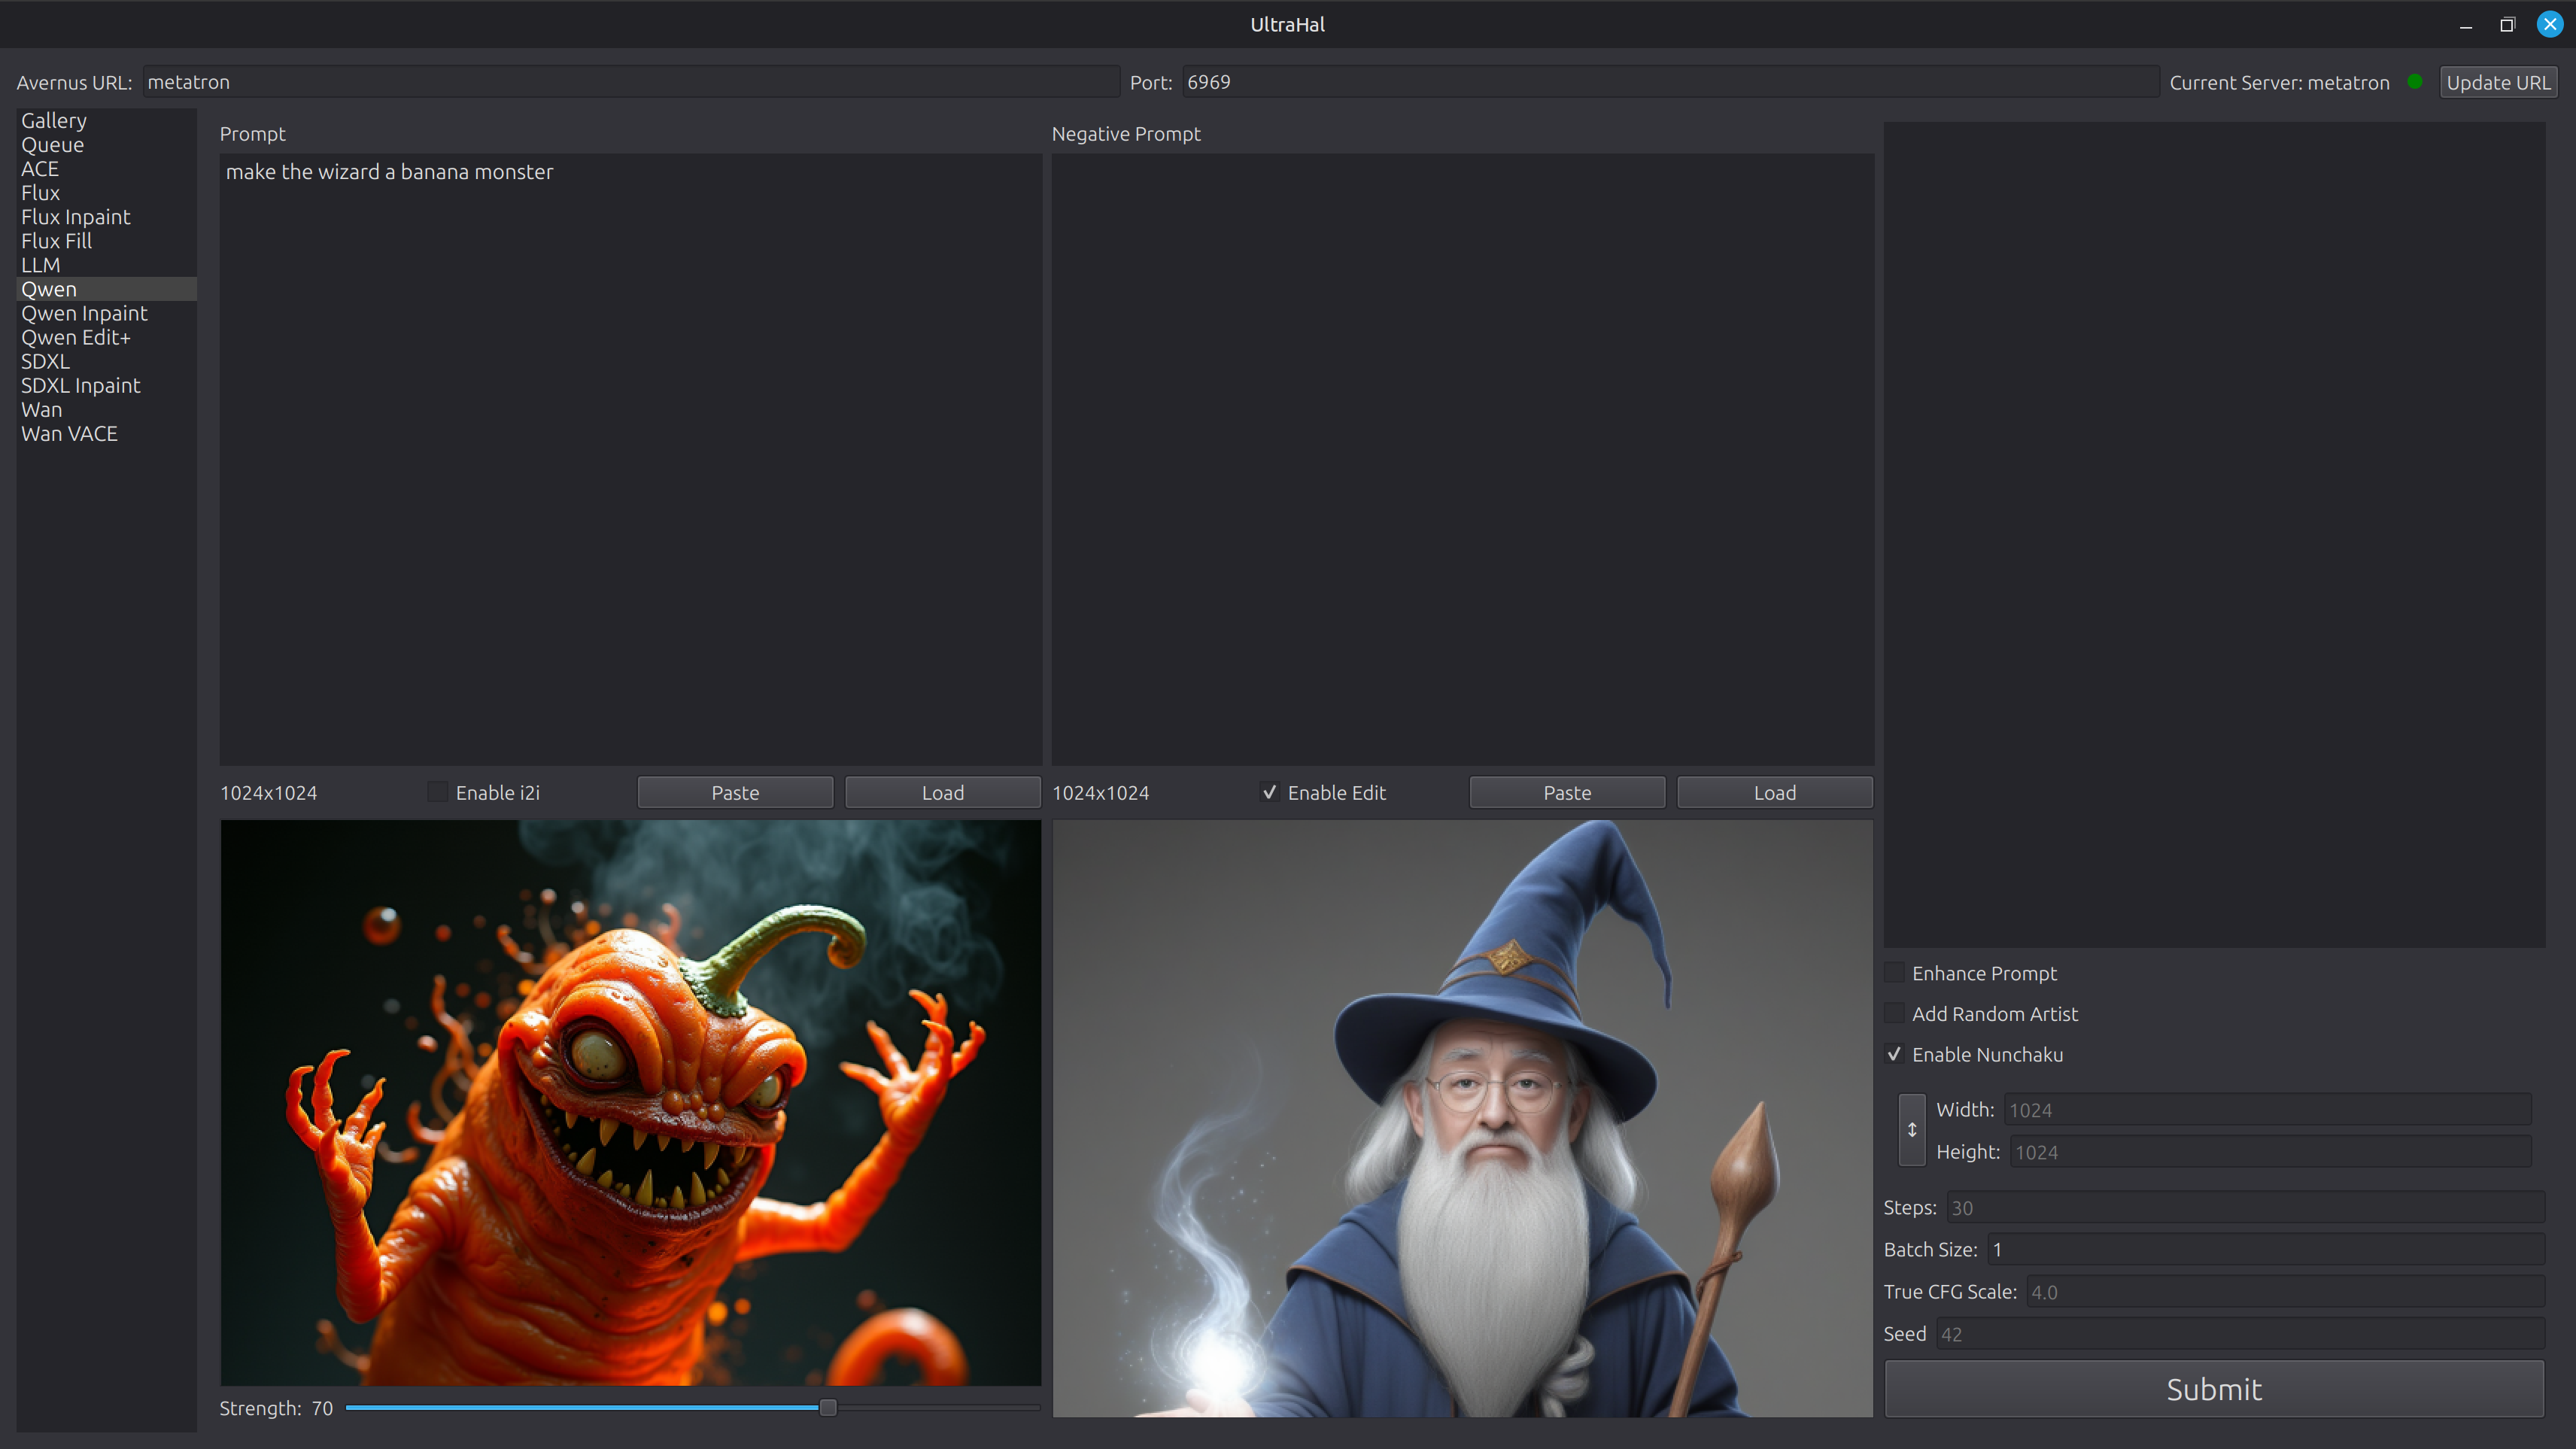 UltraHal
Avernus URL: metatron
Port: 6969
Current Server: metatron
Update URL
Gallery
Queue
ACE
Flux
Flux Inpaint
Flux Fill
LLM
Qwen
Qwen Inpaint
Qwen Edit+
SDXL
SDXL Inpaint
Wan
Wan VACE
Prompt
make the wizard a banana monster
Negative Prompt
1024x1024
Enable i2i
Paste
Load
1024x1024
Enable Edit
Paste
Load
Strength: 70
Enhance Prompt
Add Random Artist
Enable Nunchaku
Width: 1024
Height: 1024
Steps: 30
Batch Size: 1
True CFG Scale: 4.0
Seed 42
Submit